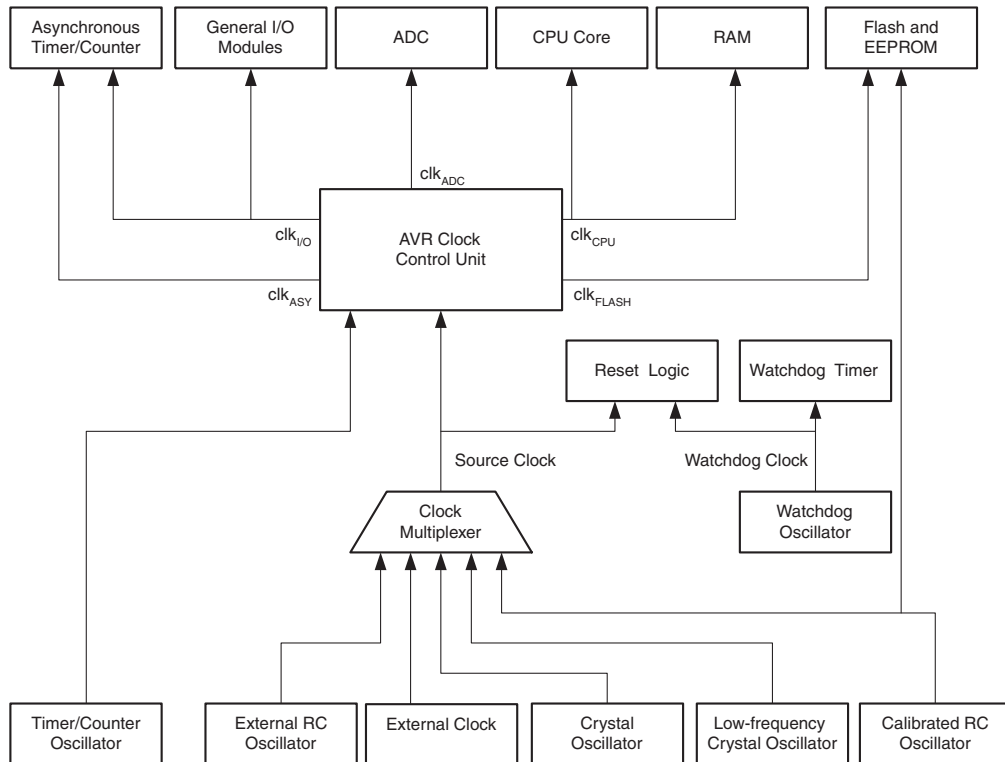 Asynchronous
Timer/Counter
General I/O
Modules
ADC
CPU Core
RAM
Flash and
EEPROM
clkADC
clkI/O
AVR Clock
Control Unit
clkCPU
clkASY
clkFLASH
Reset Logic
Watchdog Timer
Source Clock
Watchdog Clock
Clock
Multiplexer
Watchdog
Oscillator
Timer/Counter
Oscillator
External RC
Oscillator
External Clock
Crystal
Oscillator
Low-frequency
Crystal Oscillator
Calibrated RC
Oscillator